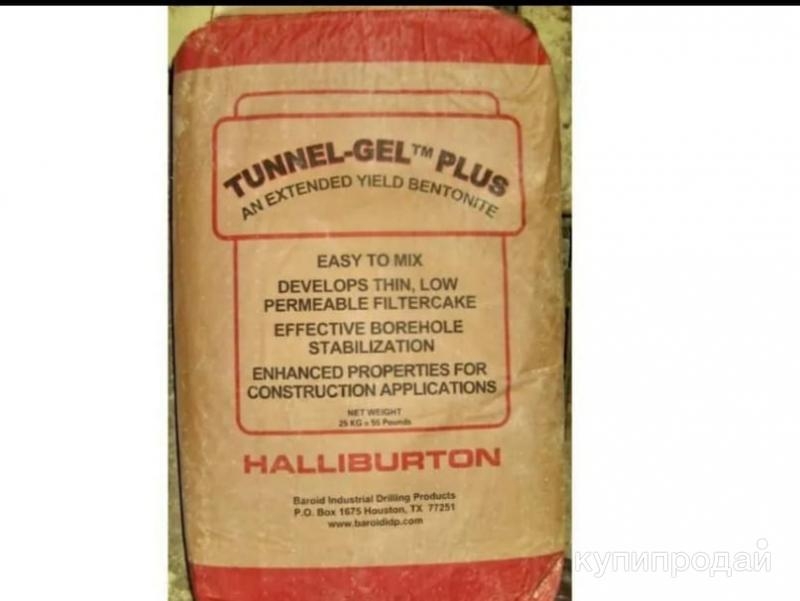 TUNNEL-GEL™ PLUS
AN EXTENDED YIELD BENTONITE
EASY TO MIX
DEVELOPS THIN, LOW
PERMEABLE FILTERCAKE
EFFECTIVE BOREHOLE
STABILIZATION
ENHANCED PROPERTIES FOR
CONSTRUCTION APPLICATIONS
NET WEIGHT
25 KG = 55 Pounds
HALLIBURTON
Baroid Industrial Drilling Products
P.O. Box 1675 Houston, TX 77251
www.baroididp.com
купипродай